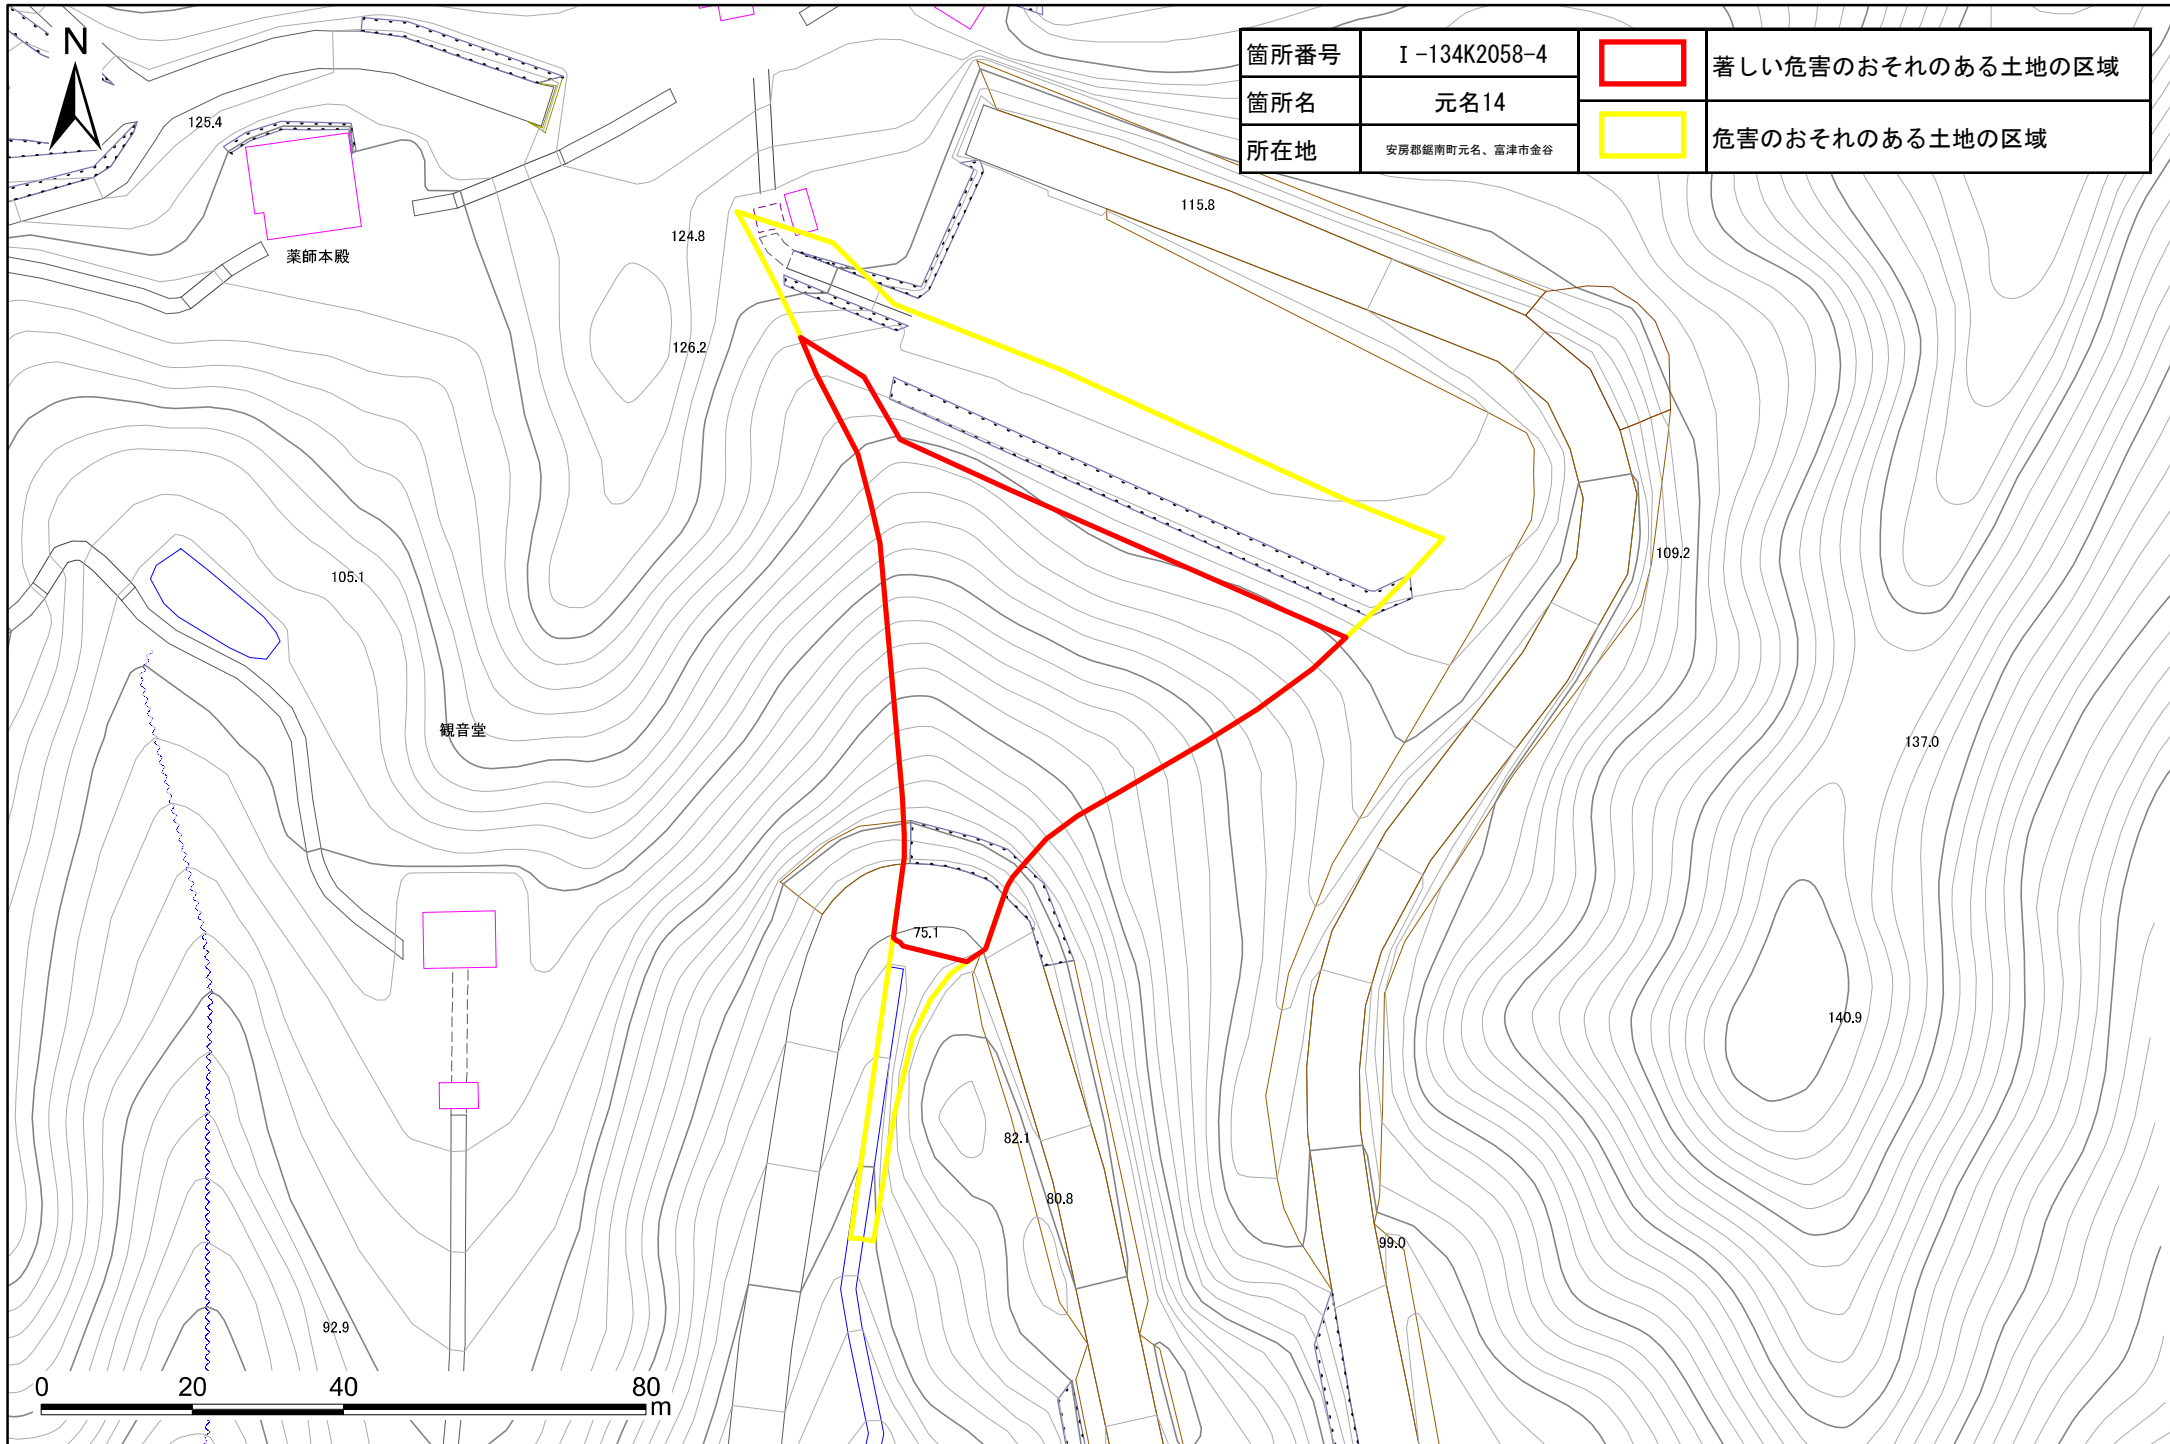 N
箇所番号 Ⅰ-134K2058-4
箇所名 元名14
所在地 安房郡鋸南町元名、富津市金谷
著しい危害のおそれのある土地の区域
危害のおそれのある土地の区域
125.4
薬師本殿
124.8
126.2
115.8
109.2
105.1
観音堂
137.0
75.1
140.9
82.1
80.8
99.0
92.9
0 20 40 80
m